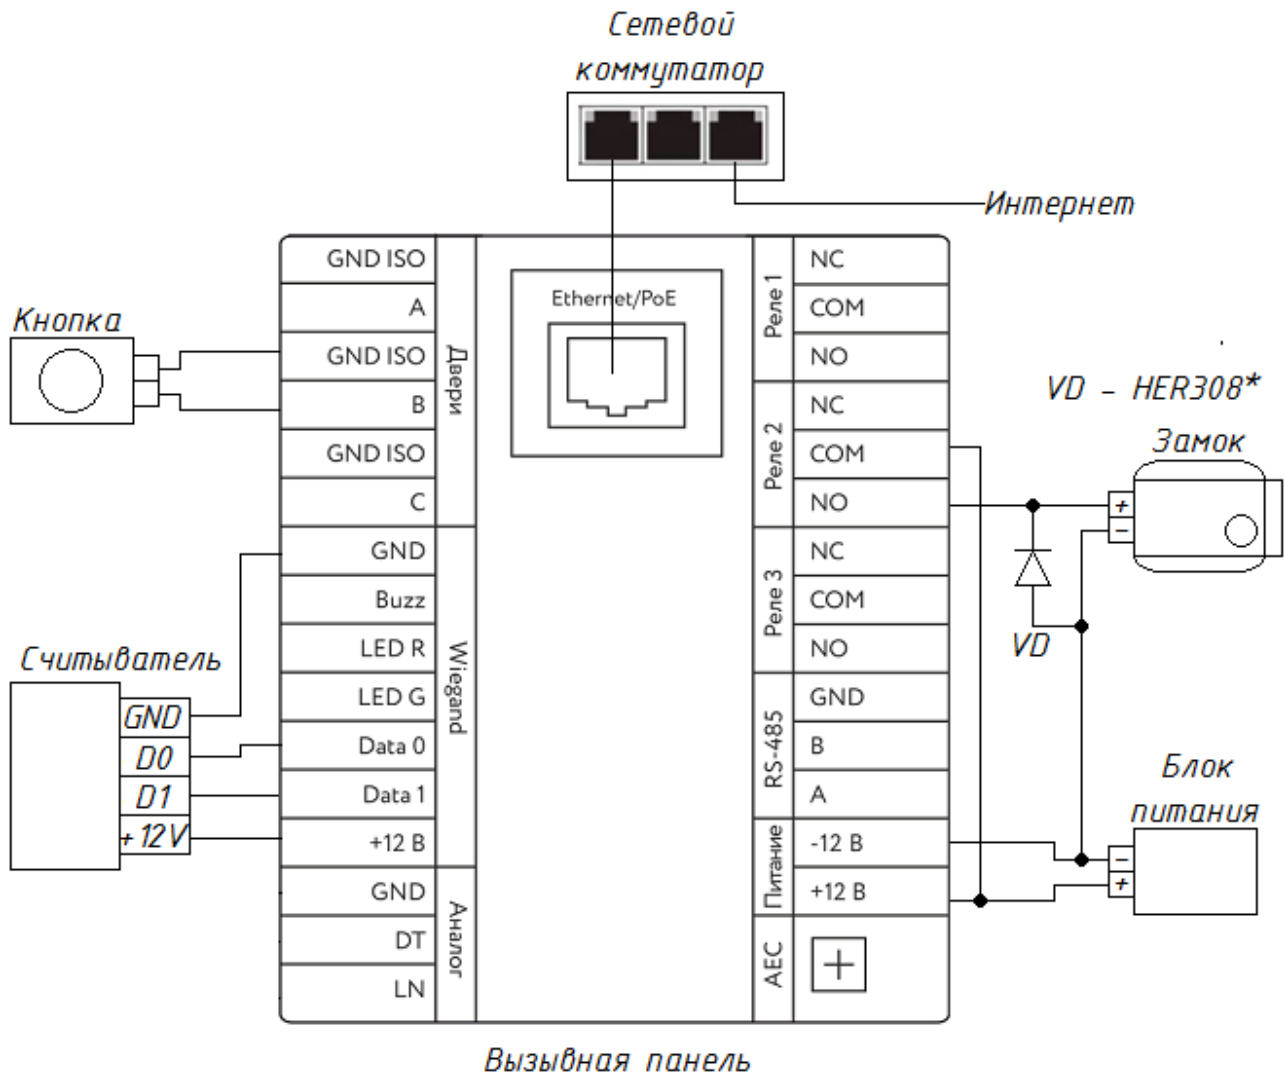 Сетевой
коммутатор
Интернет
Ethernet/PoE
Кнопка
GND ISO
A
GND ISO
B
GND ISO
C
Двери
GND
Buzz
LED R
LED G
Data 0
Data 1
+12 В
Wiegand
GND
DT
LN
Аналог
Считыватель
GND
D0
D1
+12V
Реле 1
NC
COM
NO
Реле 2
NC
COM
NO
Реле 3
NC
COM
NO
RS-485
GND
B
A
Питание
-12 В
+12 В
AEC
VD - HER308*
Замок
+
-
VD
Блок
питания
-
+
Вызывная панель